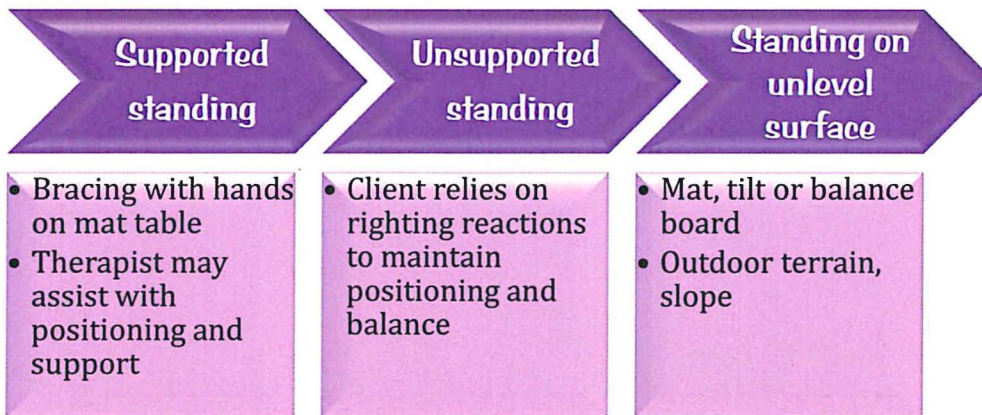 Supported
standing
• Bracing with hands
on mat table
• Therapist may
assist with
positioning and
support
Unsupported
standing
• Client relies on
righting reactions
to maintain
positioning and
balance
Standing on
unlevel
surface
• Mat, tilt or balance
board
• Outdoor terrain,
slope